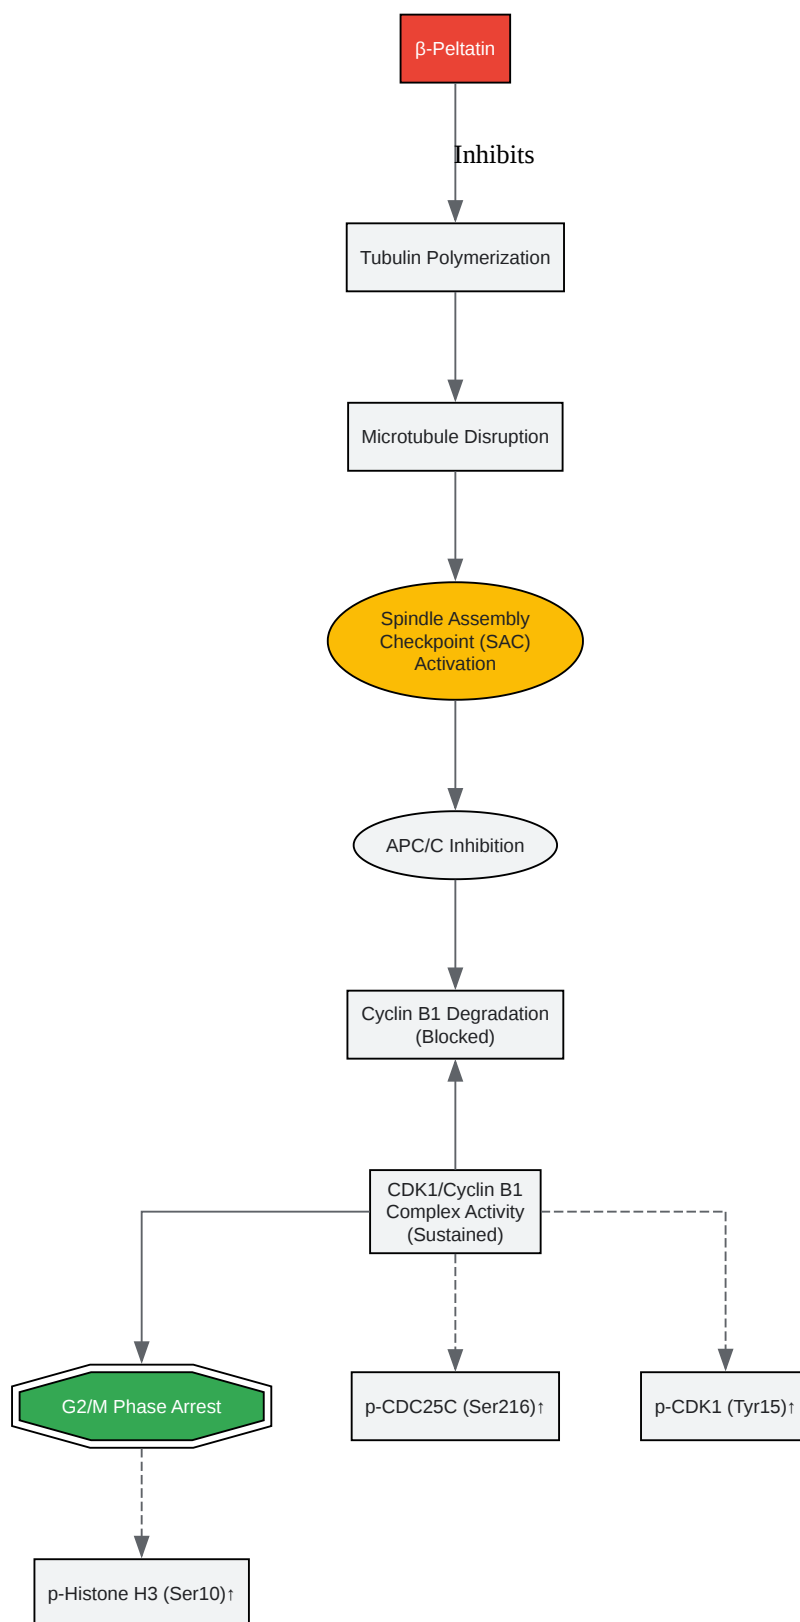 β-Peltatin
Inhibits
Tubulin Polymerization
Microtubule Disruption
Spindle Assembly
Checkpoint (SAC)
Activation
APC/C Inhibition
Cyclin B1 Degradation
(Blocked)
CDK1/Cyclin B1
Complex Activity
(Sustained)
G2/M Phase Arrest
p-CDC25C (Ser216)↑
p-CDK1 (Tyr15)↑
p-Histone H3 (Ser10)↑